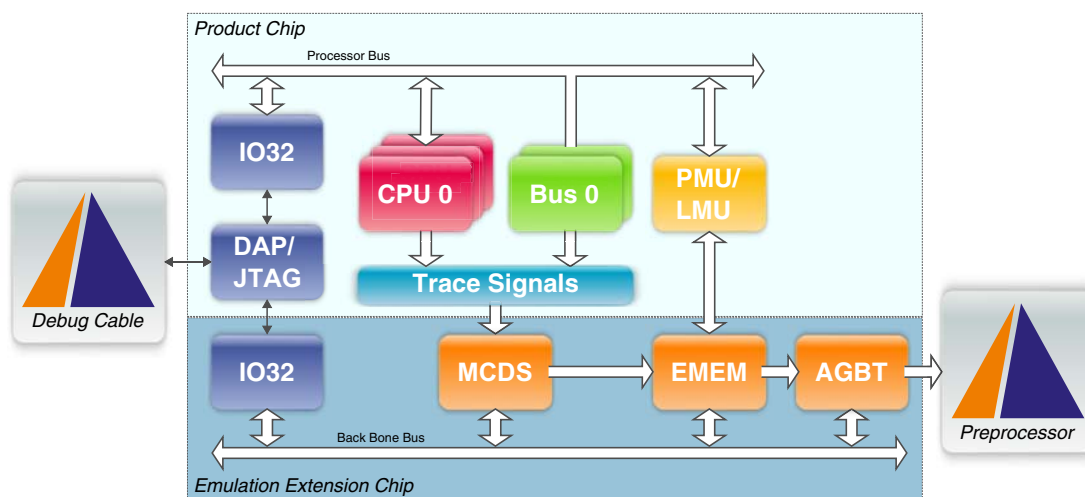 Product Chip
Processor Bus
IO32
CPU 0
Bus 0
PMU/
LMU
DAP/
JTAG
Trace Signals
Debug Cable
IO32
MCDS
EMEM
AGBT
Preprocessor
Back Bone Bus
Emulation Extension Chip